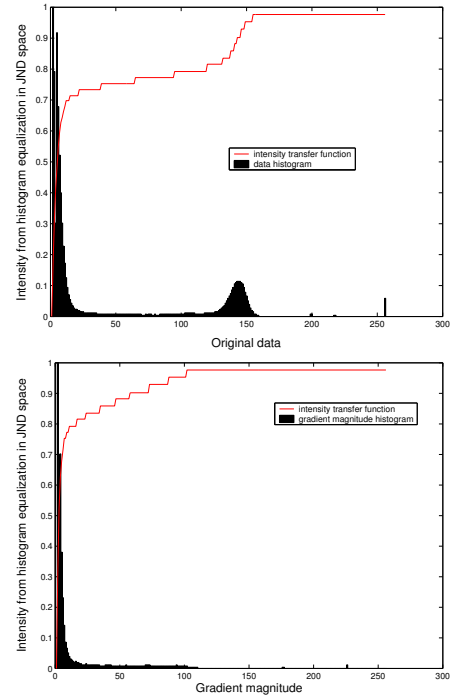 Intensity from histogram equalization in JND space
1
0.9
0.8
0.7
0.6
0.5
0.4
0.3
0.2
0.1
0
intensity transfer function
data histogram
0 50 100 150 200 250 300
Original data
Intensity from histogram equalization in JND space
1
0.9
0.8
0.7
0.6
0.5
0.4
0.3
0.2
0.1
0
intensity transfer function
gradient magnitude histogram
0 50 100 150 200 250 300
Gradient magnitude